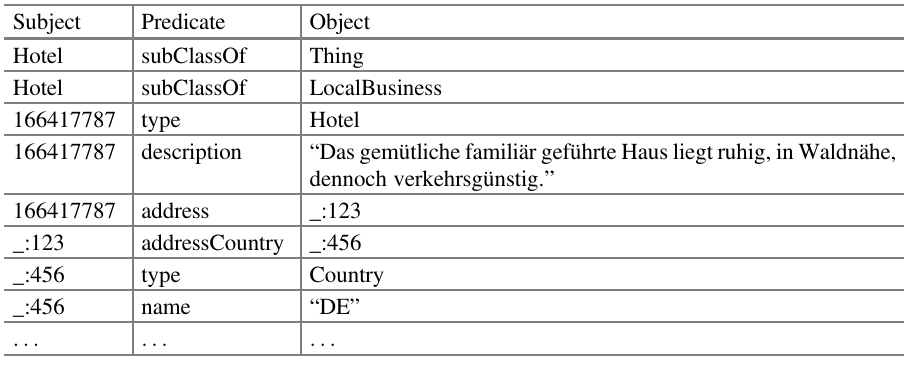 Subject Predicate Object
Hotel subClassOf Thing
Hotel subClassOf LocalBusiness
166417787 type Hotel
166417787 description “Das gemütliche familiär geführte Haus liegt ruhig, in Waldnähe,
dennoch verkehrsgünstig.”
166417787 address _:123
_:123 addressCountry _:456
_:456 type Country
_:456 name “DE”
. . . . . . . . .